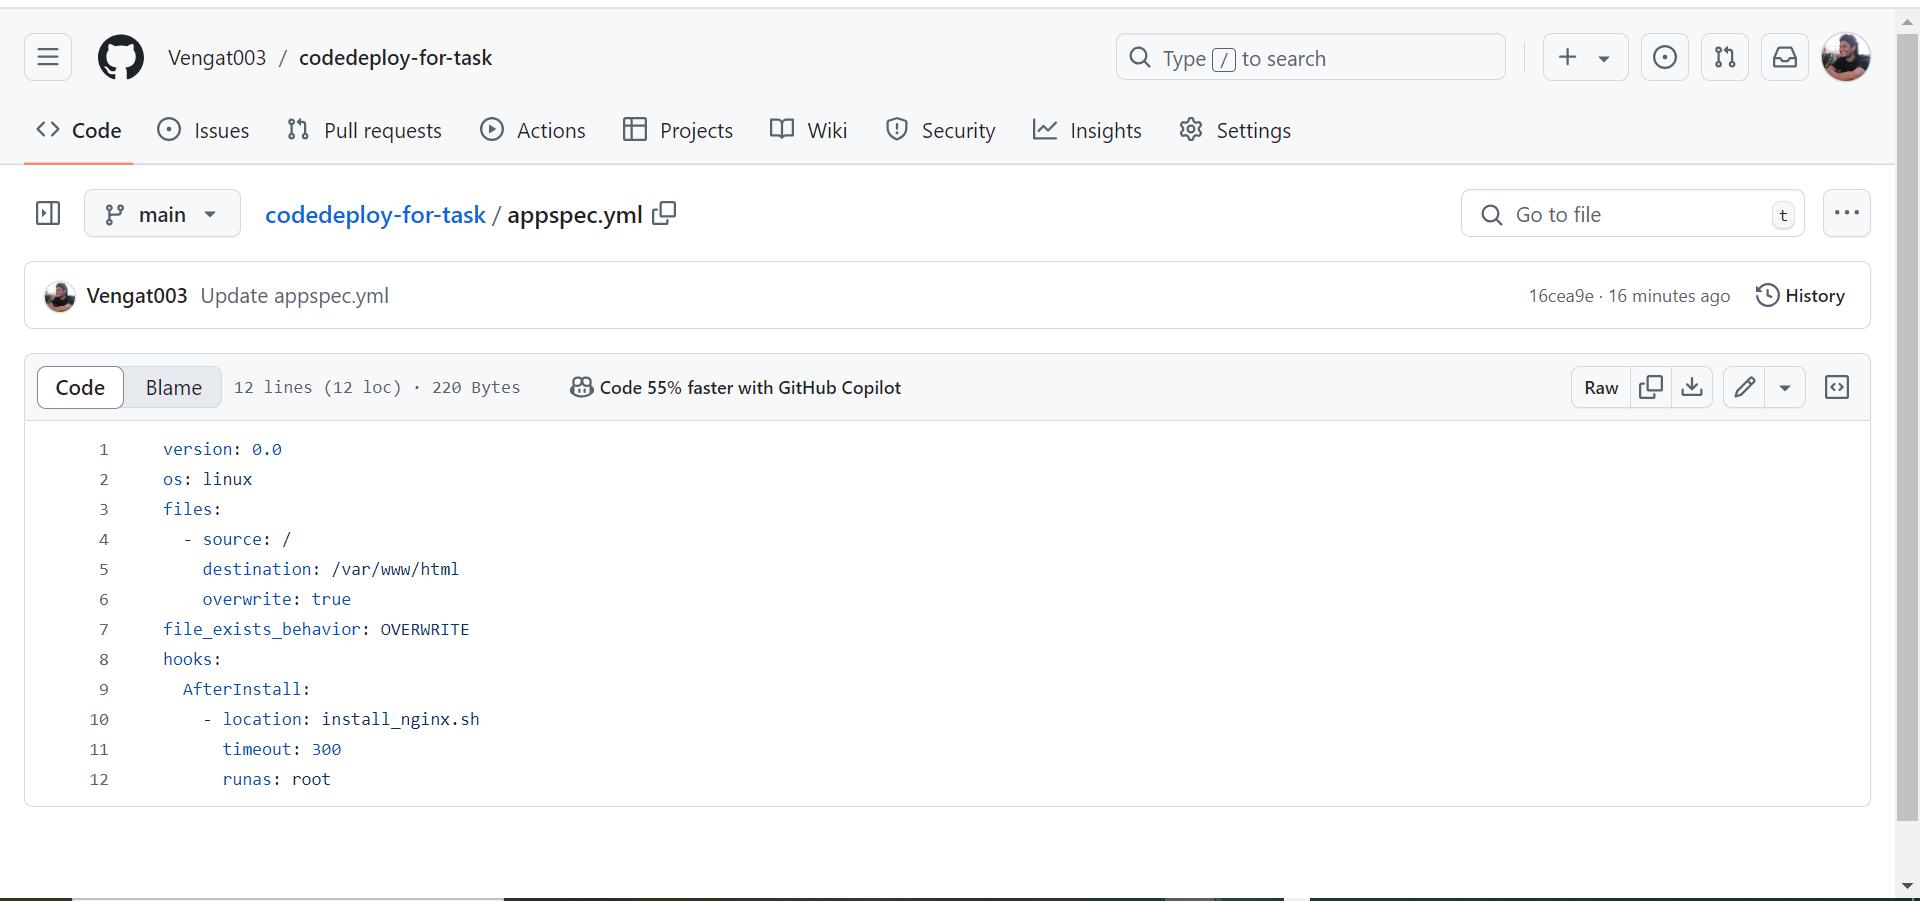 Vengat003 / codedeploy-for-task
Type / to search
Code
Issues
Pull requests
Actions
Projects
Wiki
Security
Insights
Settings
main
codedeploy-for-task / appspec.yml
Go to file
t
Vengat003 Update appspec.yml
16cea9e · 16 minutes ago
History
Code
Blame
12 lines (12 loc) · 220 Bytes
Code 55% faster with GitHub Copilot
Raw
1 version: 0.0
2 os: linux
3 files:
4   - source: /
5     destination: /var/www/html
6     overwrite: true
7 file_exists_behavior: OVERWRITE
8 hooks:
9   AfterInstall:
10     - location: install_nginx.sh
11       timeout: 300
12       runas: root